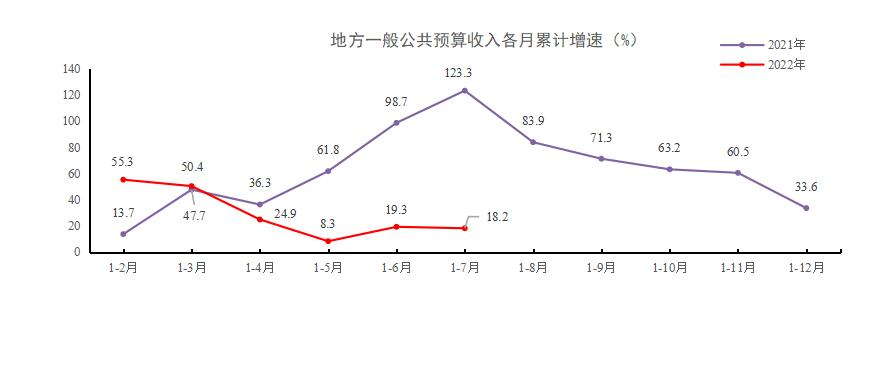 地方一般公共预算收入各月累计增速（%）
2021年
2022年
140
120
100
80
60
40
20
0
55.3
50.4
36.3
61.8
98.7
123.3
83.9
71.3
63.2
60.5
33.6
13.7
47.7
24.9
8.3
19.3
18.2
1-2月
1-3月
1-4月
1-5月
1-6月
1-7月
1-8月
1-9月
1-10月
1-11月
1-12月